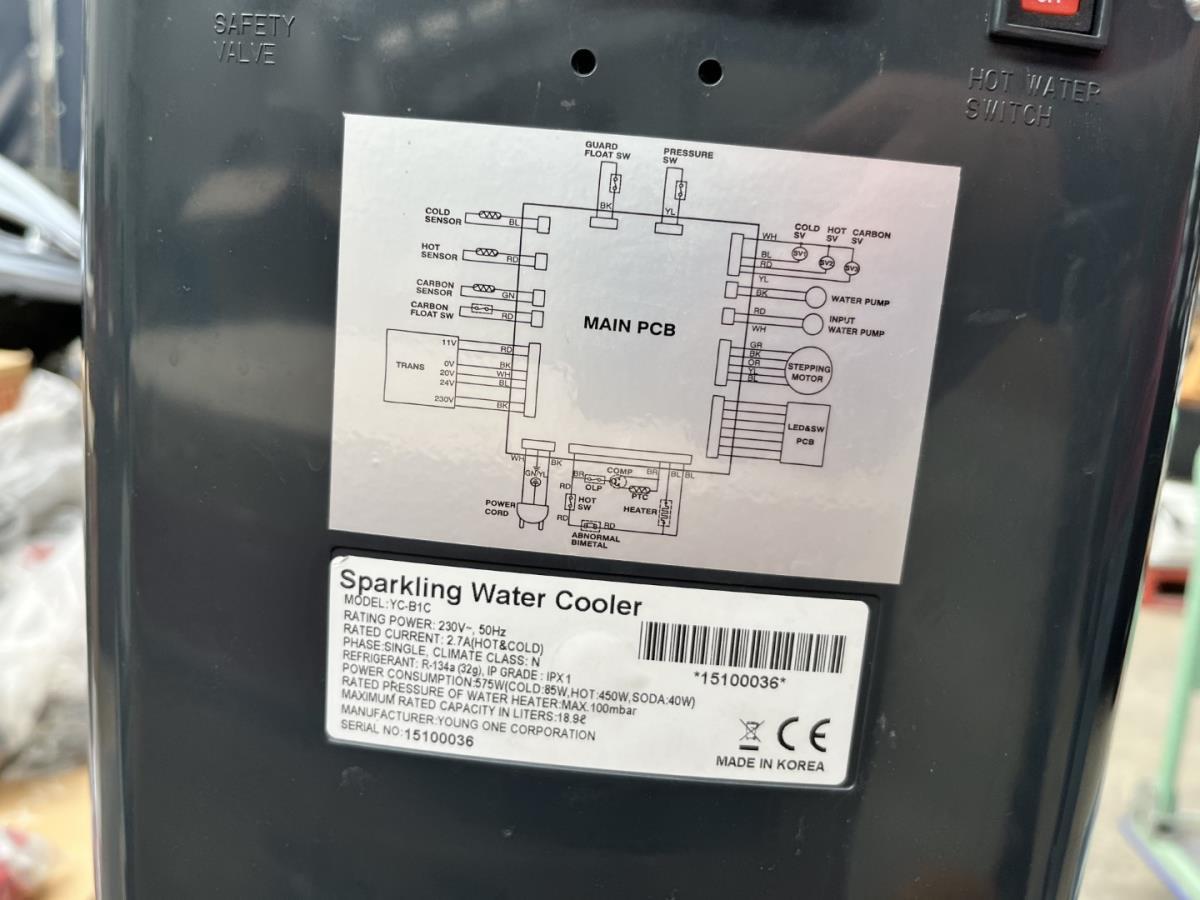 SAFETY
VALVE
OFF
HOT WATER
SWITCH
GUARD
FLOAT SW
PRESSURE
SW
BK
YL
COLD
SENSOR
BL
HOT
SENSOR
RD
CARBON
SENSOR
GN
CARBON
FLOAT SW
RD
TRANS
11V
0V
20V
24V
230V
RD
BK
WH
BL
BK
MAIN PCB
WH
BL
RD
YL
COLD
SV
HOT
SV
CARBON
SV
SV1
SV2
SV3
BK
WATER PUMP
RD
WH
INPUT
WATER PUMP
GR
BK
OR
YL
BL
STEPPING
MOTOR
LED&SW
PCB
WH
BK
GN/YL
POWER
CORD
BR
OLP
COMP
BR
BL
BL
PTC
RD
HOT
SW
HEATER
RD
RD
ABNORMAL
BIMETAL
Sparkling Water Cooler
MODEL:YC-B1C
RATING POWER: 230V~, 50Hz
RATED CURRENT: 2.7A(HOT&COLD)
PHASE:SINGLE, CLIMATE CLASS: N
REFRIGERANT: R-134a (32g), IP GRADE : IPX1
POWER CONSUMPTION:575W(COLD:85W,HOT:450W,SODA:40W)
RATED PRESSURE OF WATER HEATER:MAX.100mbar
MAXIMUM RATED CAPACITY IN LITERS:18.9ℓ
MANUFACTURER:YOUNG ONE CORPORATION
SERIAL NO:15100036
*15100036*
CE
MADE IN KOREA